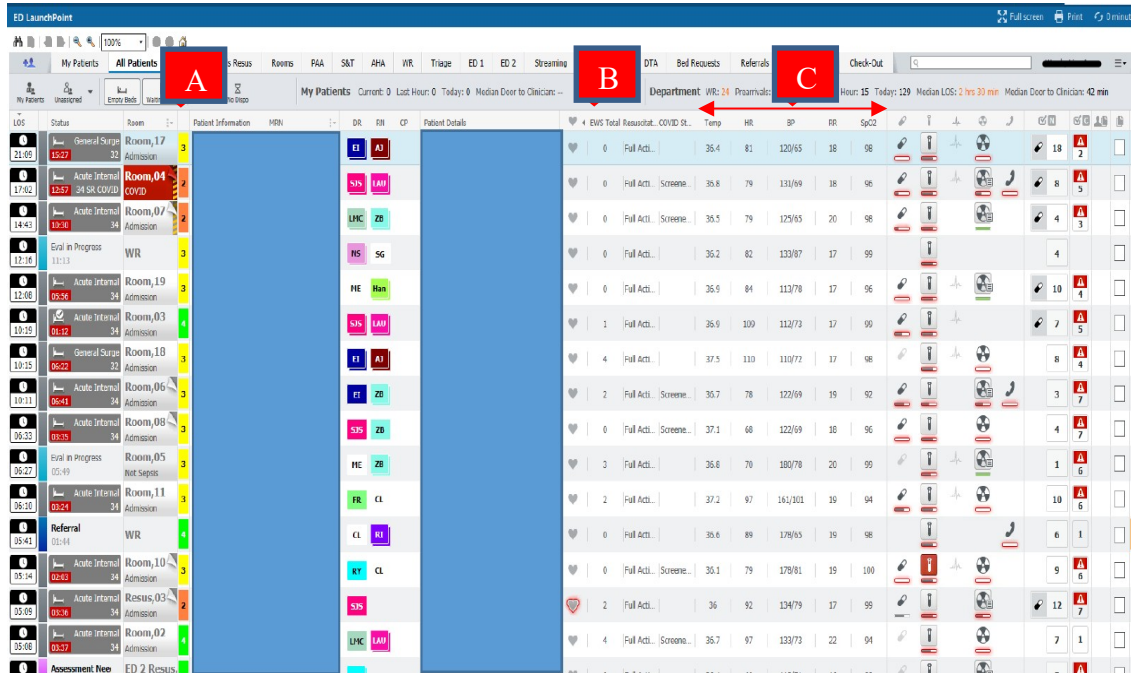 ED LaunchPoint Full screen Print 0 minut
100%
My Patients All Patients Resus Rooms PAA S&T AHA WR Triage ED 1 ED 2 Streaming DTA Bed Requests Referrals Check-Out
A B C
My Patients Unassigned Empty Beds No Dispo My Patients Current: 0 Last Hour: 0 Today: 0 Median Door to Clinician: -- Department WR: 24 Hour: 15 Today: 129 Median LOS: 2 hrs 30 min Median Door to Clinician: 42 min
LOS Status Room Patient Information MRN DR RN CP Patient Details EWS Total Resuscitat... COVID St... Temp HR BP RR SpO2
General Surge Room,17 3 EI AJ 0 Full Acti... 36.4 81 120/65 18 98 18
21:09 15:27 32 Admission 2
Acute Internal Room,04 2 SJS LAU 0 Full Acti... Screene... 36.8 79 131/69 18 96 8
17:02 12:57 34 SR COVID COVID 5
Acute Internal Room,07 2 LMC ZB 0 Full Acti... Screene... 36.5 79 125/65 20 98 4
14:43 10:30 34 Admission 3
Eval in Progress WR 3 NS SG 0 Full Acti... 36.2 82 133/87 17 99 4
12:16 11:13
Acute Internal Room,19 3 ME Han 0 Full Acti... 36.9 84 113/78 17 96 10
12:08 05:56 34 Admission 4
Acute Internal Room,03 4 SJS LAU 1 Full Acti... 36.9 109 112/73 17 99 7
10:19 01:12 34 Admission 5
General Surge Room,18 3 EI AJ 4 Full Acti... 37.5 110 110/72 17 98 8
10:15 06:22 32 Admission 4
Acute Internal Room,06 3 EI ZB 2 Full Acti... Screene... 36.7 78 122/69 19 92 3
10:11 06:41 34 Admission 7
Acute Internal Room,08 3 SJS ZB 0 Full Acti... Screene... 37.1 68 122/69 18 96 4
06:33 03:35 34 Admission 7
Eval in Progress Room,05 3 ME ZB 3 Full Acti... 36.8 70 180/78 20 99 1
06:27 05:49 Not Sepsis 6
Acute Internal Room,11 3 FR CL 2 Full Acti... 37.2 97 161/101 19 94 10
06:10 03:24 34 Admission 6
Referral WR 4 CL RI 0 Full Acti... 36.6 89 178/65 19 98 6 1
05:41 01:44
Acute Internal Room,10 3 RY CL 0 Full Acti... Screene... 36.1 79 178/81 19 100 9
05:14 02:03 34 Admission 6
Acute Internal Resus,03 2 SJS 2 Full Acti... 36 92 134/79 17 99 12
05:09 03:36 34 Admission 7
Acute Internal Room,02 4 LMC LAU 4 Full Acti... Screene... 36.7 97 133/73 22 94 7 1
05:08 03:37 34 Admission
Assessment Nee ED 2 Resus,